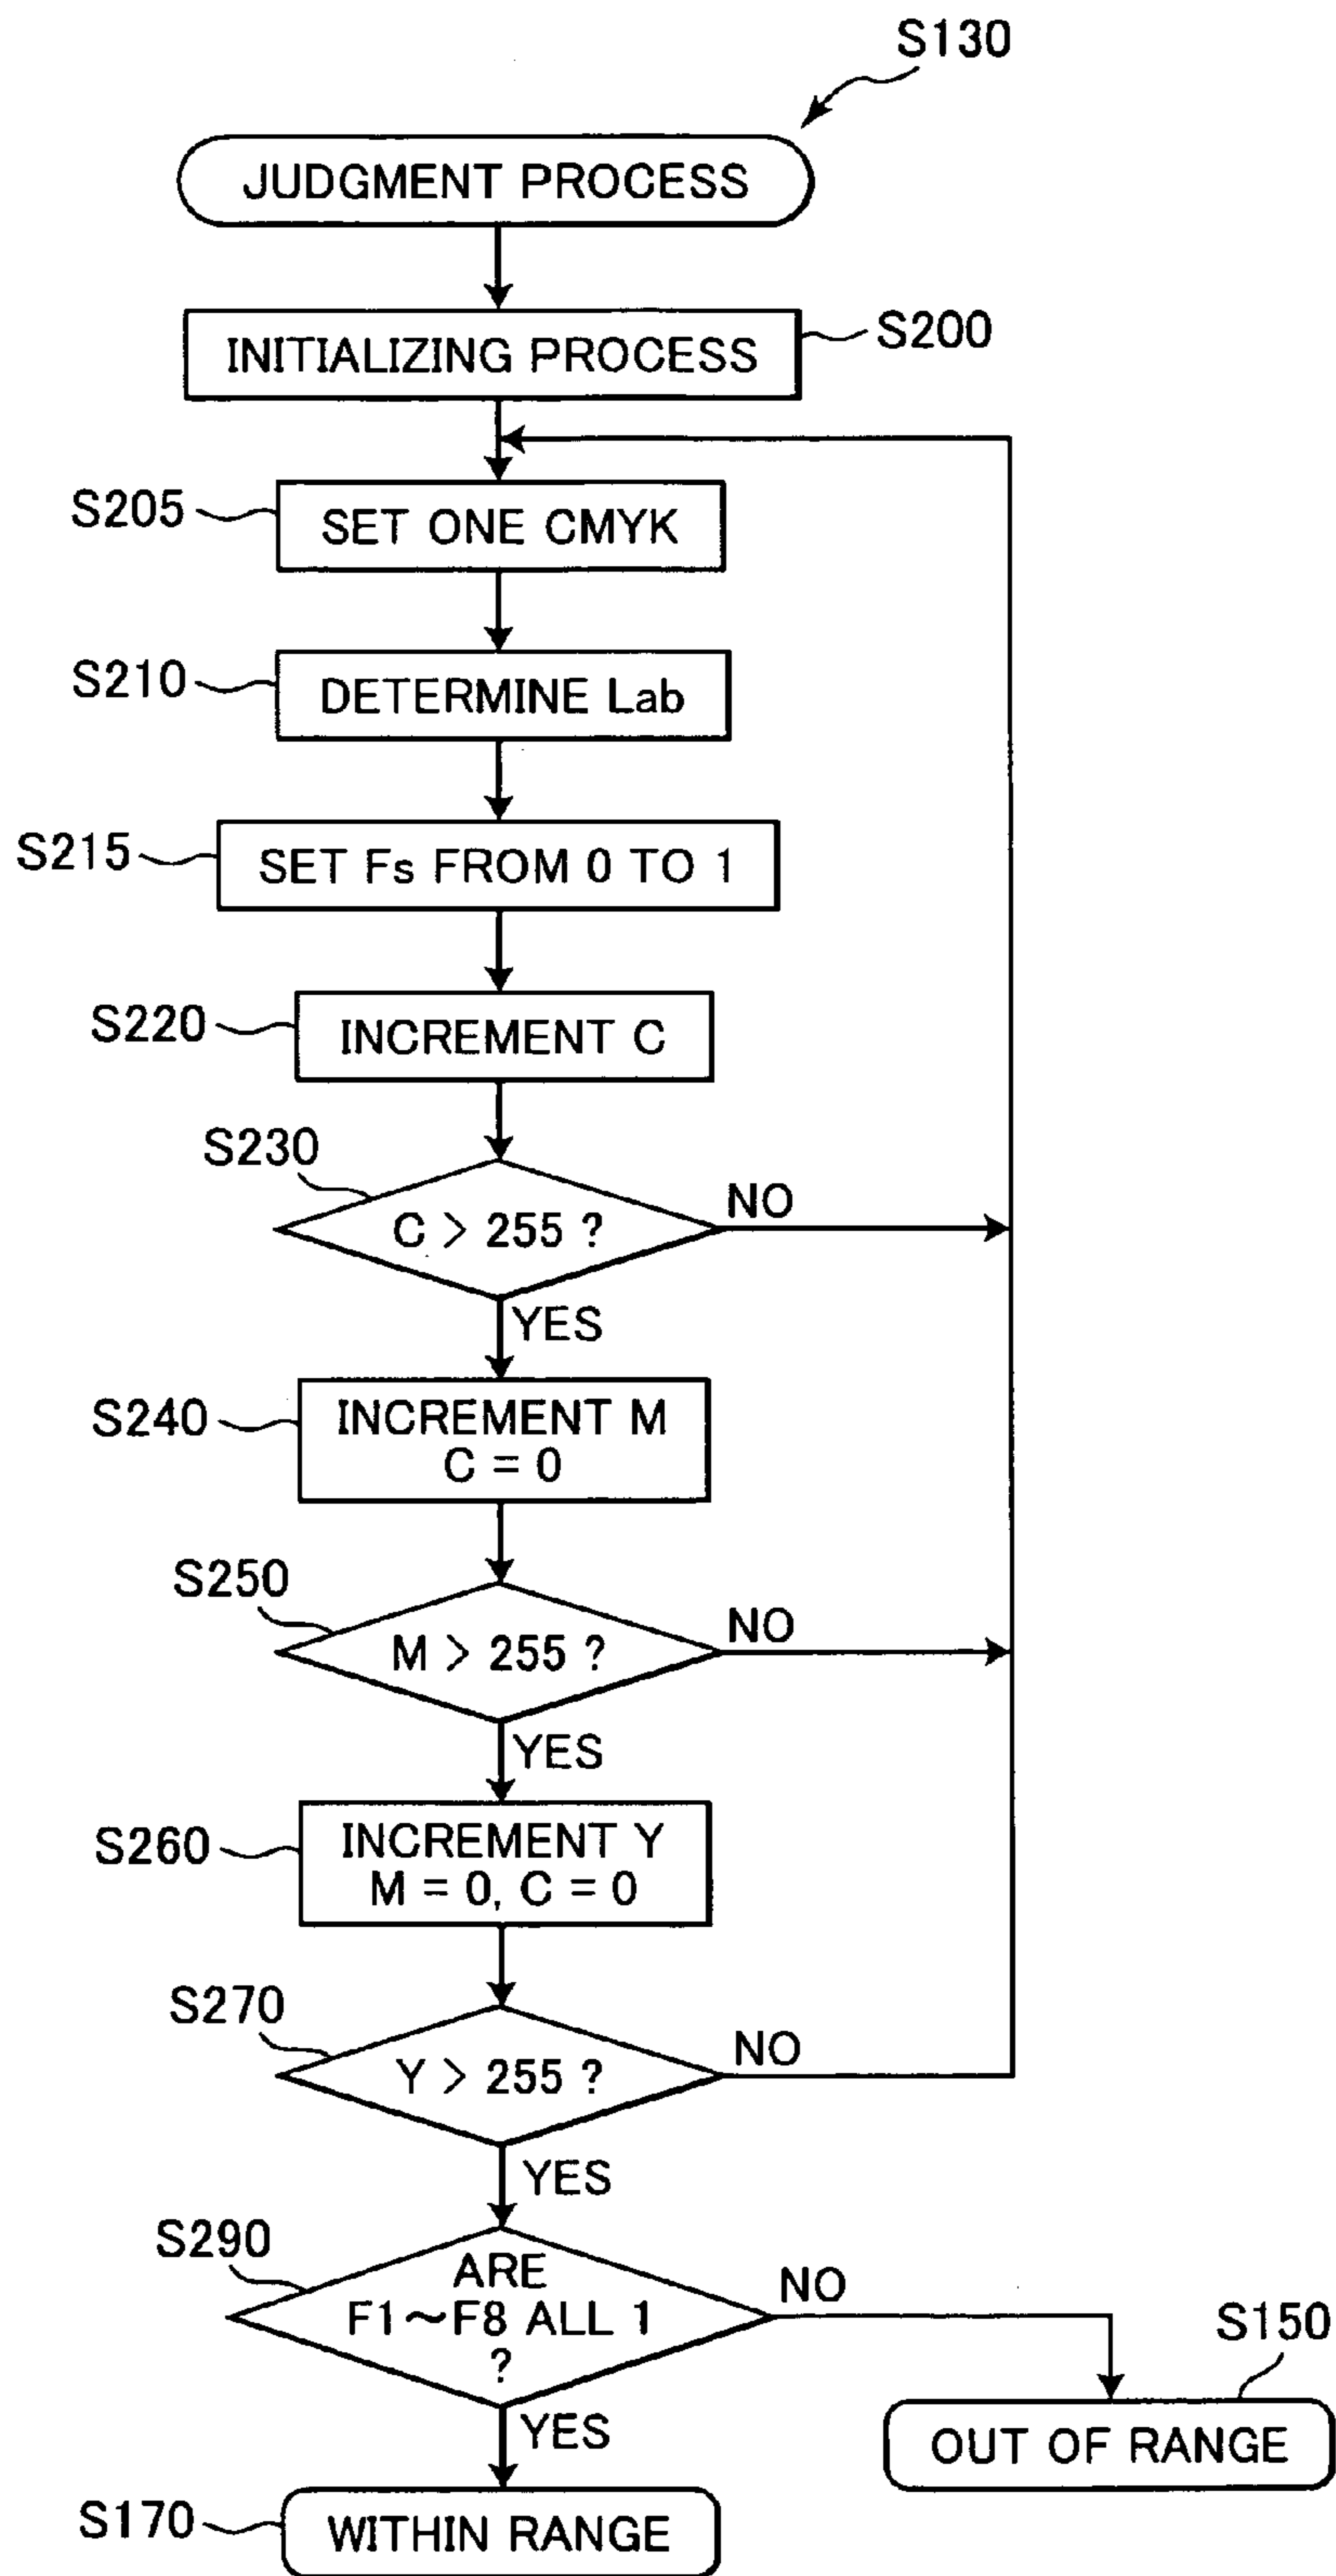 S130
JUDGMENT PROCESS
INITIALIZING PROCESS
S200
S205
SET ONE CMYK
S210
DETERMINE Lab
S215
SET Fs FROM 0 TO 1
S220
INCREMENT C
S230
C > 255 ?
NO
YES
S240
INCREMENT M
C = 0
S250
M > 255 ?
NO
YES
S260
INCREMENT Y
M = 0, C = 0
S270
Y > 255 ?
NO
YES
S290
ARE
F1~F8 ALL 1
?
NO
YES
S150
OUT OF RANGE
S170
WITHIN RANGE